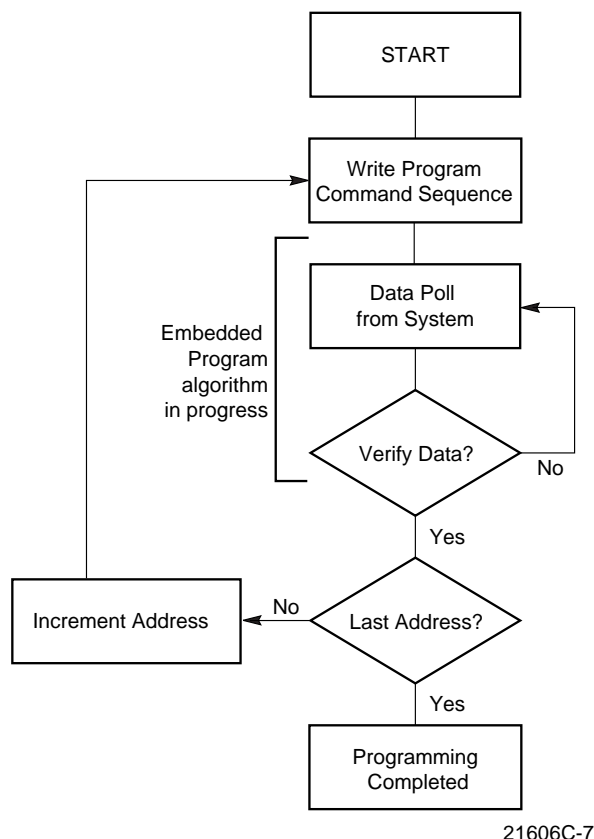 START
Write Program
Command Sequence
Data Poll
from System
Embedded
Program
algorithm
in progress
Verify Data?
No
Yes
Increment Address
No
Last Address?
Yes
Programming
Completed
21606C-7